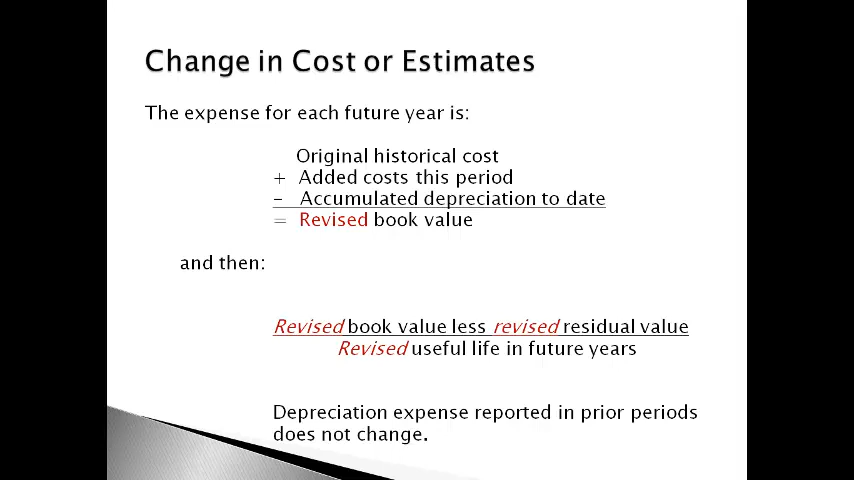 Change in Cost or Estimates
The expense for each future year is:
Original historical cost
+ Added costs this period
- Accumulated depreciation to date
= Revised book value
and then:
Revised book value less revised residual value
Revised useful life in future years
Depreciation expense reported in prior periods
does not change.